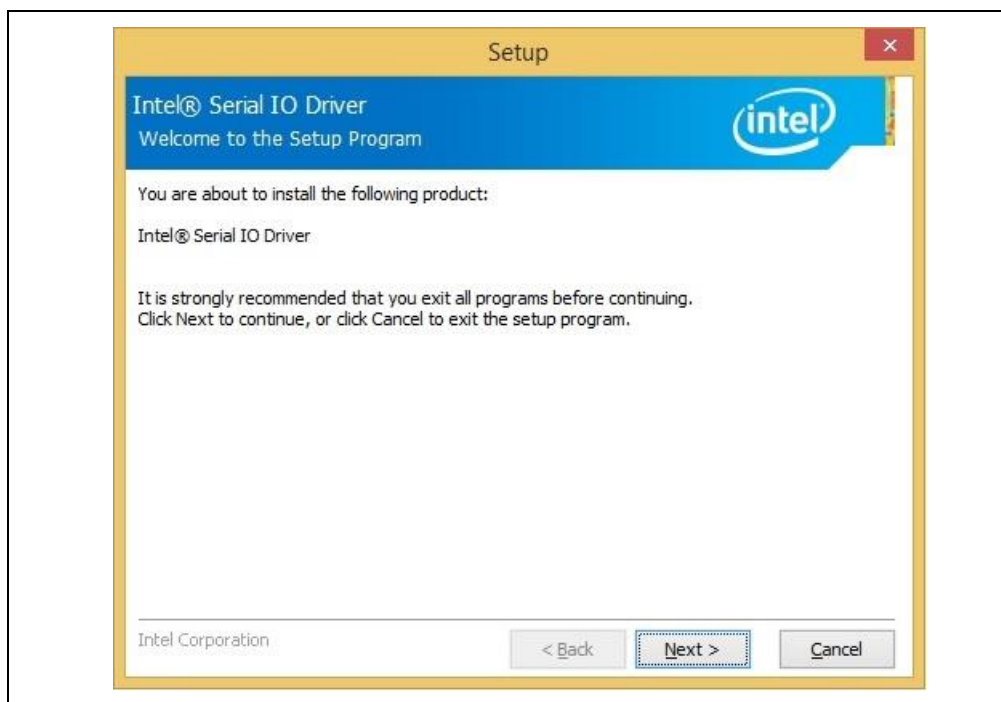 Setup
Intel® Serial IO Driver
Welcome to the Setup Program
intel
You are about to install the following product:
Intel® Serial IO Driver
It is strongly recommended that you exit all programs before continuing.
Click Next to continue, or click Cancel to exit the setup program.
Intel Corporation
< Back
Next >
Cancel